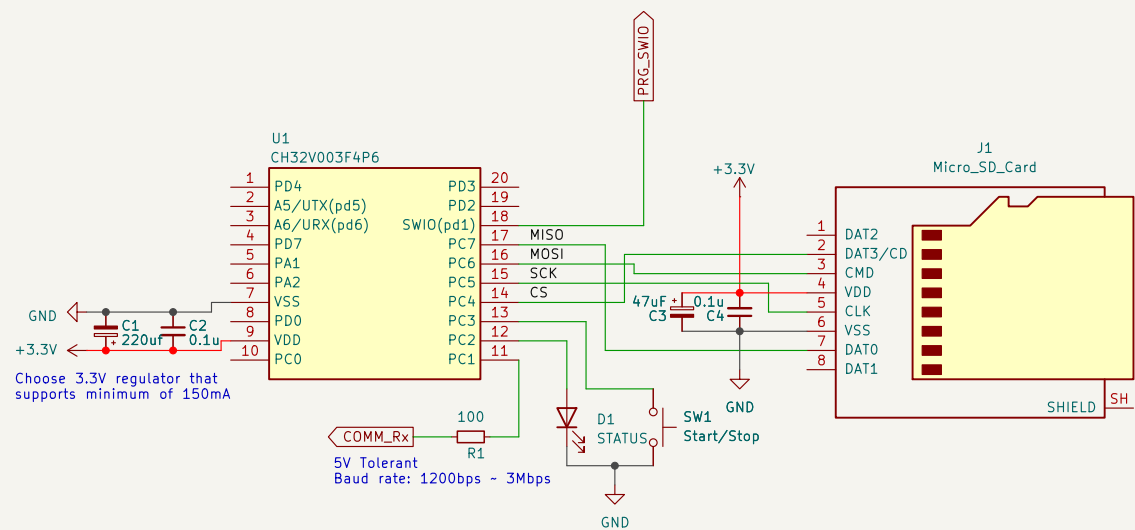 PRG_SWIO
U1
CH32V003F4P6
1 PD4
2 A5/UTX(pd5)
3 A6/URX(pd6)
4 PD7
5 PA1
6 PA2
7 VSS
8 PD0
9 VDD
10 PC0
PD3 20
PD2 19
SWIO(pd1) 18
PC7 17 MISO
PC6 16 MOSI
PC5 15 SCK
PC4 14 CS
PC3 13
PC2 12
PC1 11
GND
+3.3V
C1
220uf
C2
0.1u
Choose 3.3V regulator that
supports minimum of 150mA
COMM_Rx
100
R1
5V Tolerant
Baud rate: 1200bps ~ 3Mbps
D1
STATUS
SW1
Start/Stop
GND
+3.3V
47uF
C3
0.1u
C4
GND
J1
Micro_SD_Card
1 DAT2
2 DAT3/CD
3 CMD
4 VDD
5 CLK
6 VSS
7 DAT0
8 DAT1
SHIELD SH